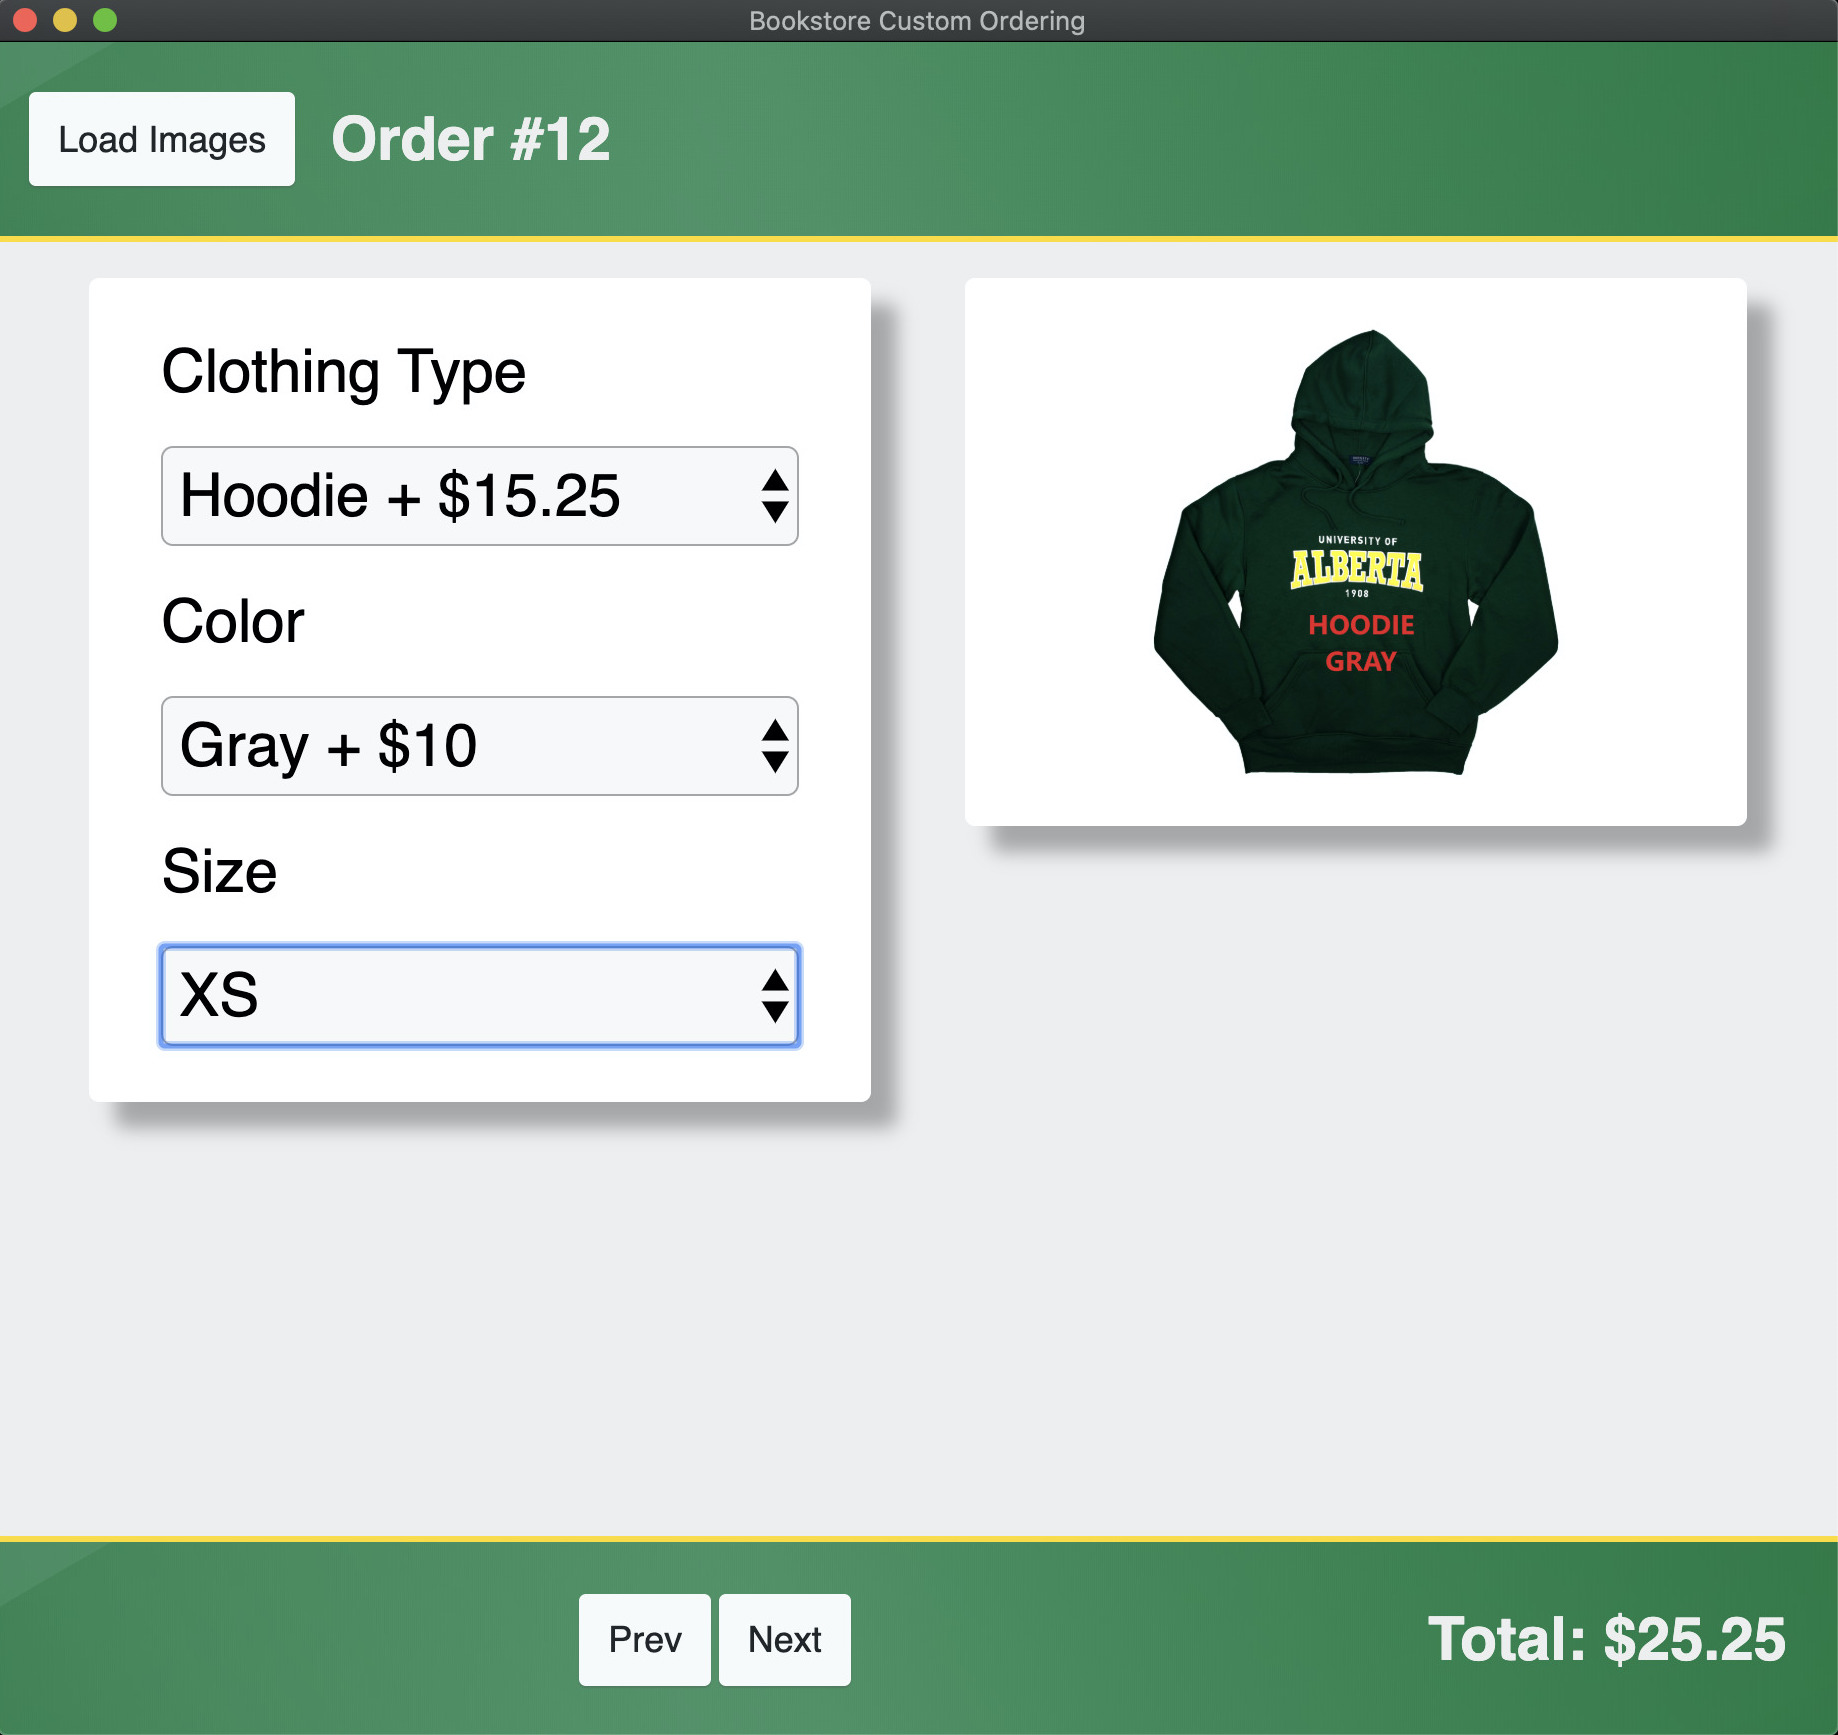 Bookstore Custom Ordering
Load Images
Order #12
Clothing Type
Hoodie + $15.25
Color
Gray + $10
Size
XS
UNIVERSITY OF
ALBERTA
1908
HOODIE
GRAY
Prev
Next
Total: $25.25